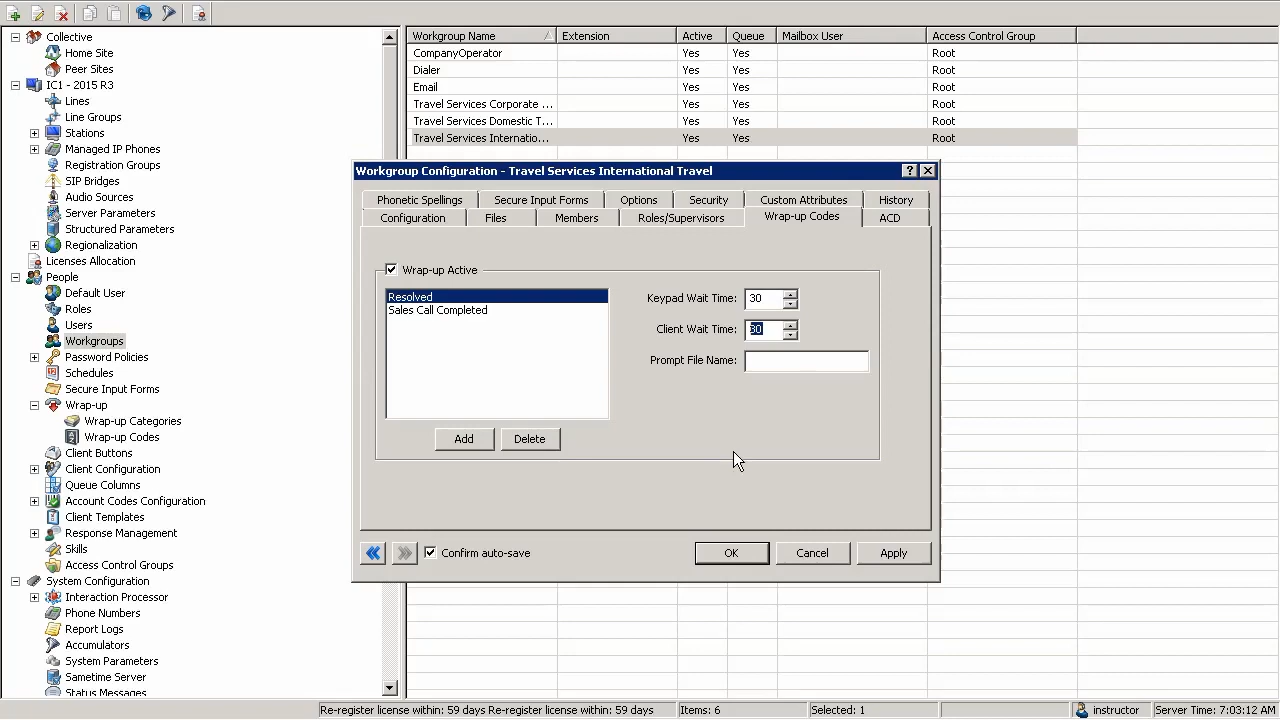 Collective
Home Site
Peer Sites
IC1 - 2015 R3
Lines
Line Groups
Stations
Managed IP Phones
Registration Groups
SIP Bridges
Audio Sources
Server Parameters
Structured Parameters
Regionalization
Licenses Allocation
People
Default User
Roles
Users
Workgroups
Password Policies
Schedules
Secure Input Forms
Wrap-up
Wrap-up Categories
Wrap-up Codes
Client Buttons
Client Configuration
Queue Columns
Account Codes Configuration
Client Templates
Response Management
Skills
Access Control Groups
System Configuration
Interaction Processor
Phone Numbers
Report Logs
Accumulators
System Parameters
Sametime Server
Status Messages
Workgroup Name Extension Active Queue Mailbox User Access Control Group
CompanyOperator Yes Yes Root
Dialer Yes Yes Root
Email Yes Yes Root
Travel Services Corporate ... Yes Yes Root
Travel Services Domestic T... Yes Yes Root
Travel Services Internatio... Yes Yes Root
Workgroup Configuration - Travel Services International Travel
Phonetic Spellings Secure Input Forms Options Security Custom Attributes History
Configuration Files Members Roles/Supervisors Wrap-up Codes ACD
Wrap-up Active
Resolved
Sales Call Completed
Keypad Wait Time: 30
Client Wait Time: 30
Prompt File Name:
Add Delete
Confirm auto-save OK Cancel Apply
Re-register license within: 59 days Re-register license within: 59 days Items: 6 Selected: 1 instructor Server Time: 7:03:12 AM